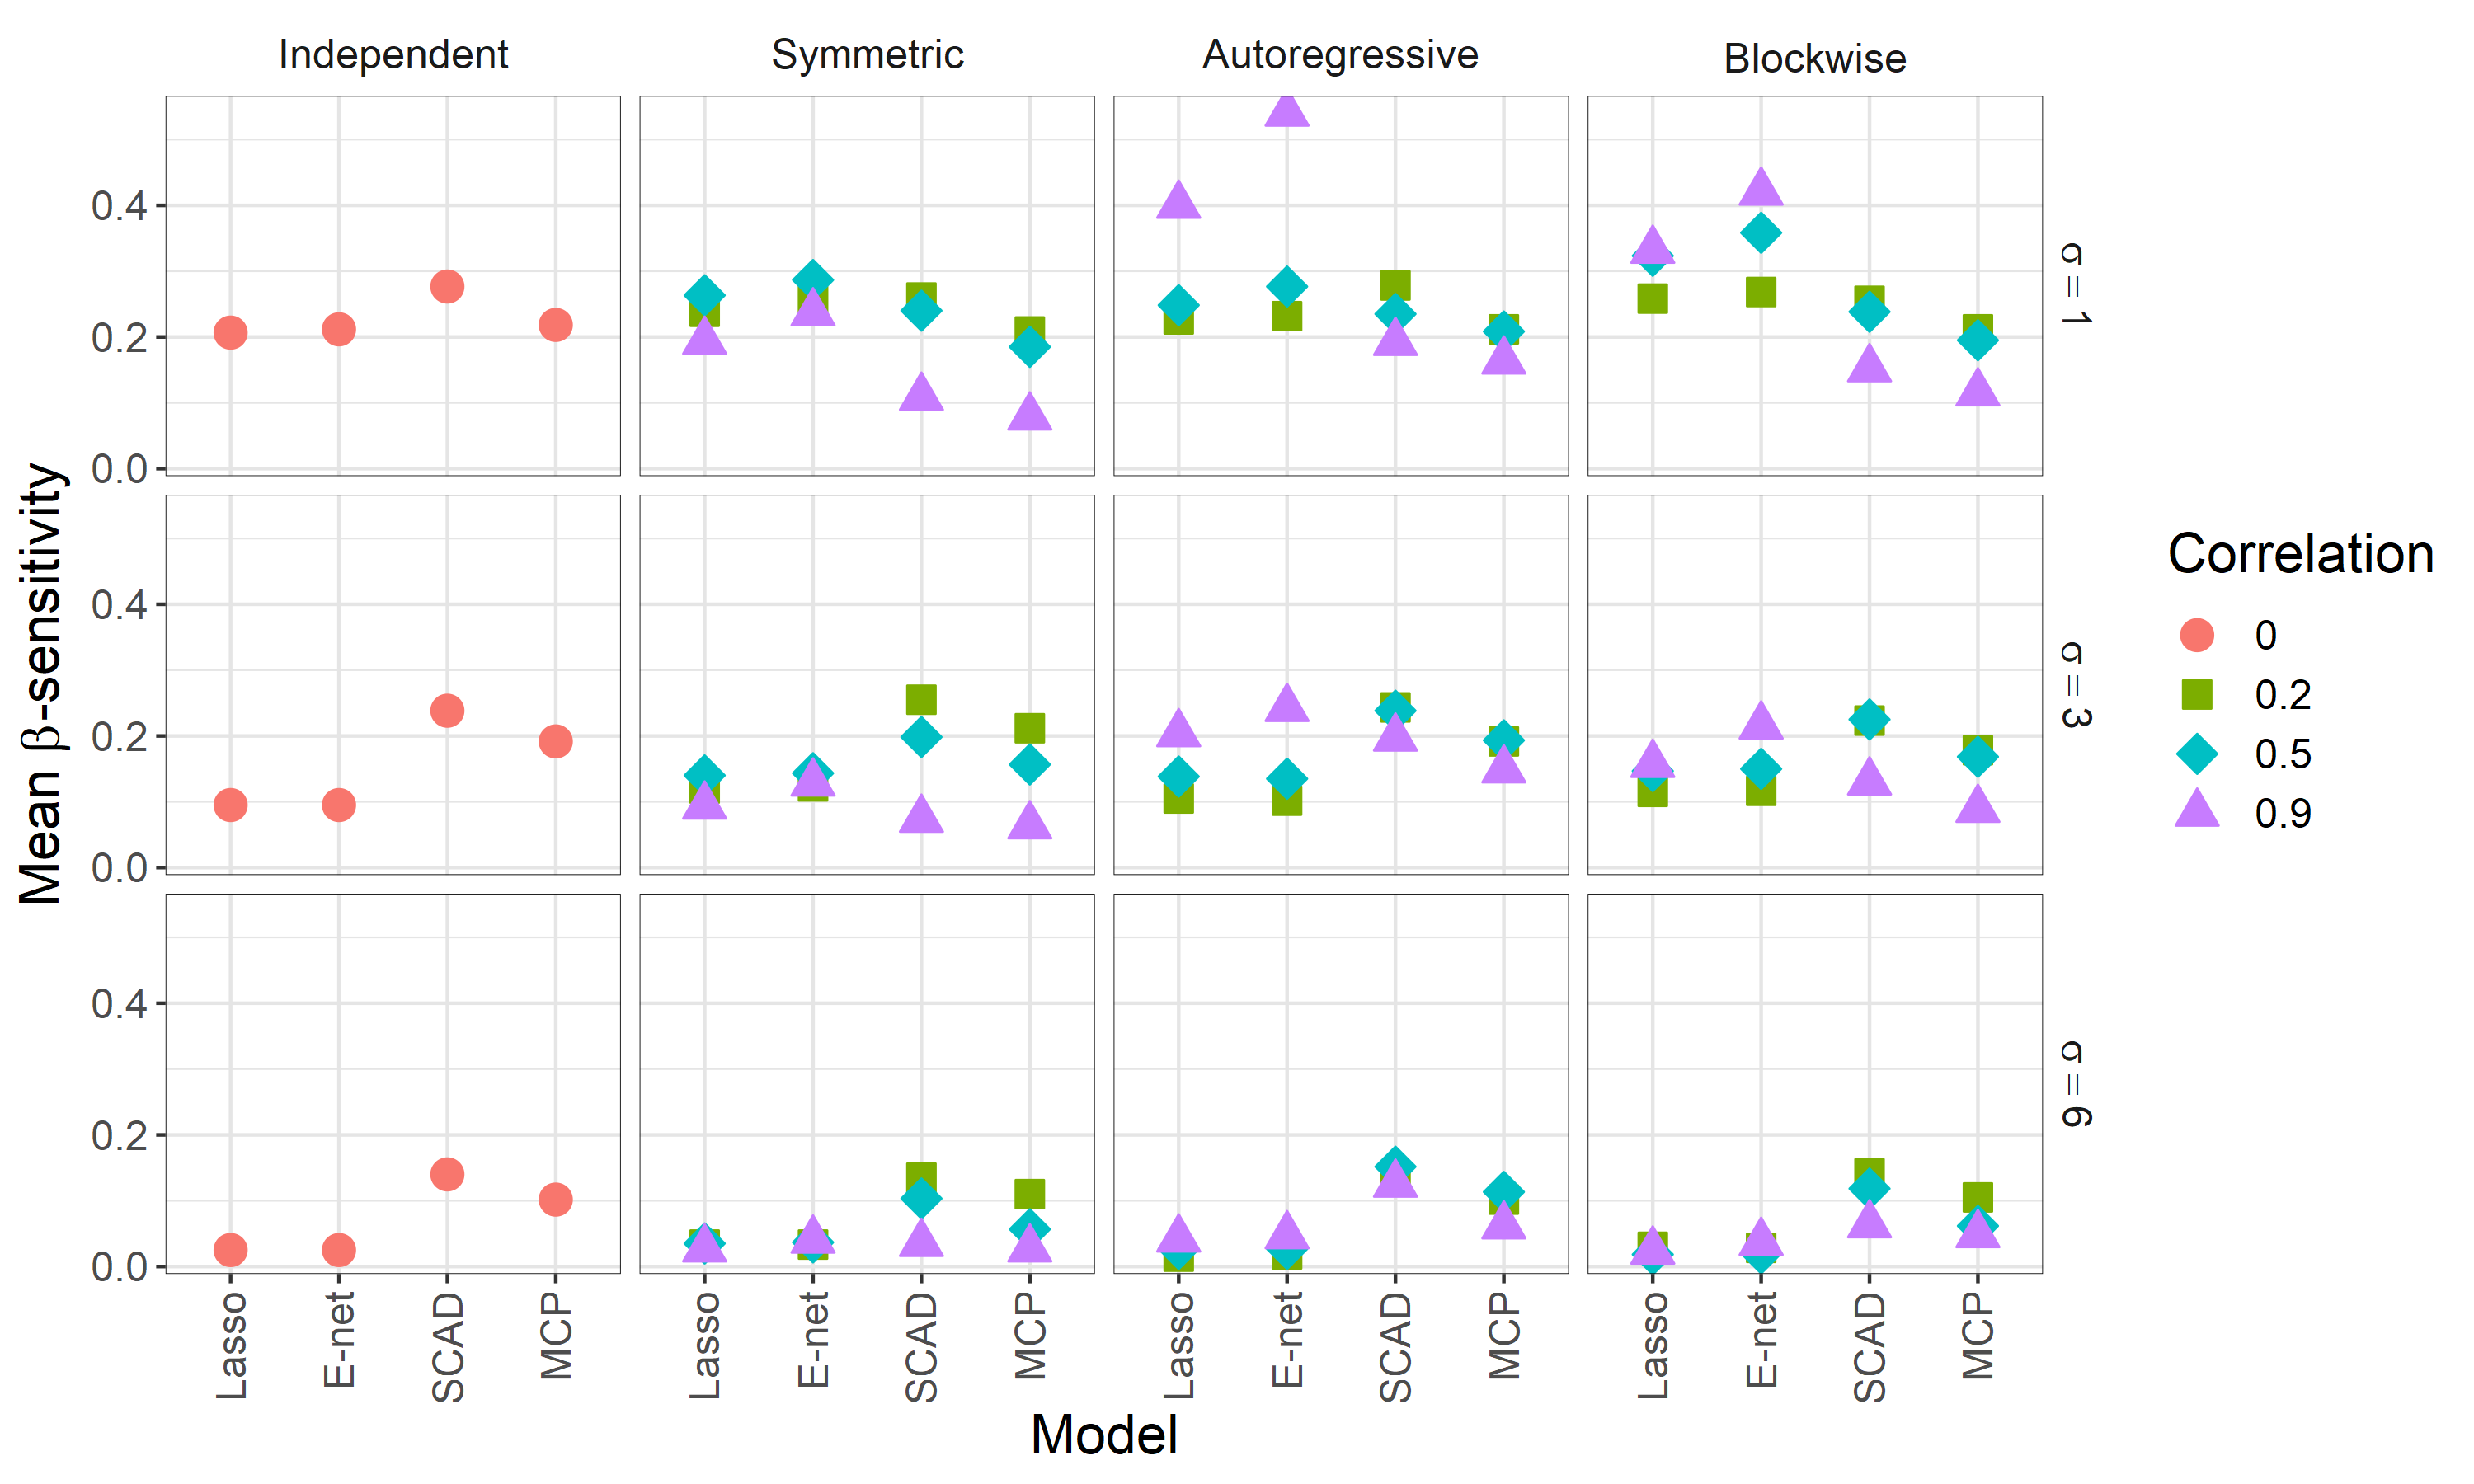 Independent
Symmetric
Autoregressive
Blockwise
Mean β-sensitivity
0.4
0.2
0.0
σ = 1
0.4
0.2
0.0
σ = 3
0.4
0.2
0.0
σ = 6
Lasso
E-net
SCAD
MCP
Lasso
E-net
SCAD
MCP
Lasso
E-net
SCAD
MCP
Lasso
E-net
SCAD
MCP
Model
Correlation
0
0.2
0.5
0.9